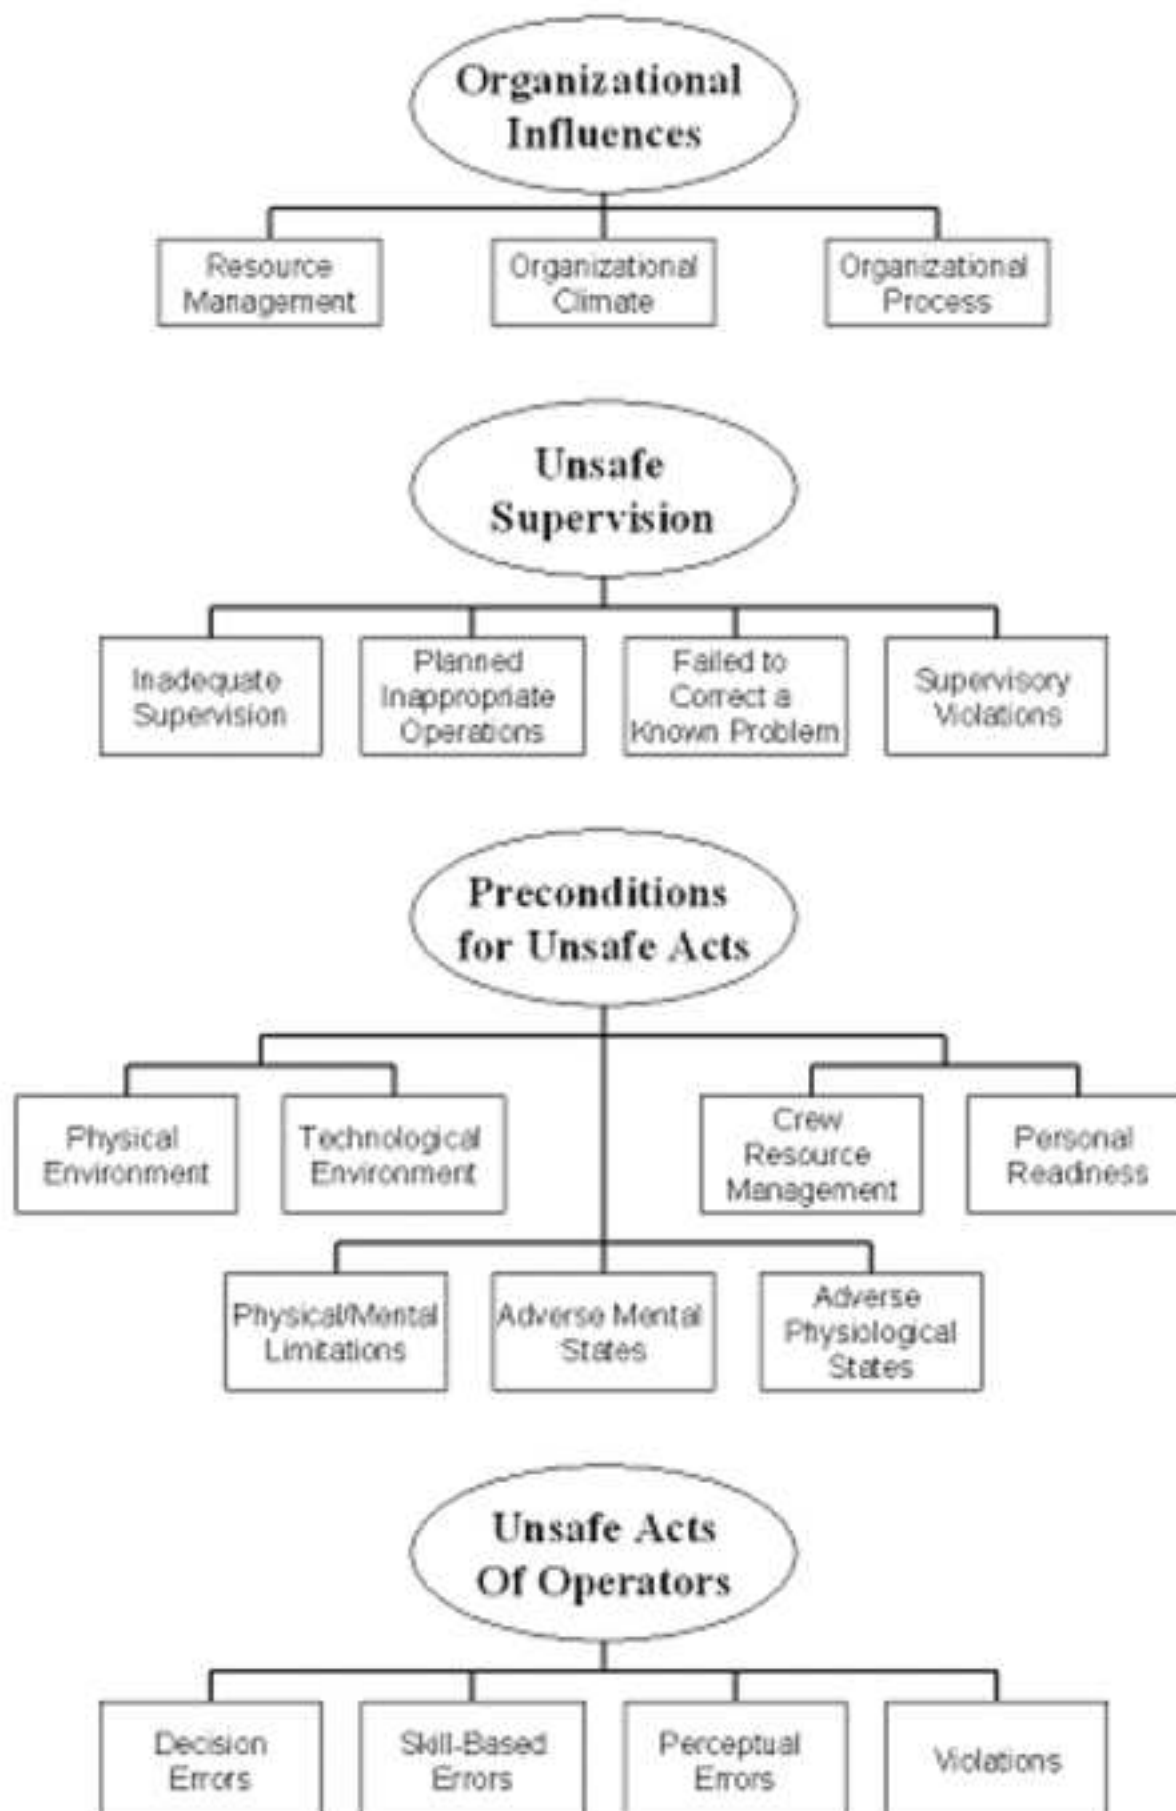 Organizational
Influences
Resource
Management
Organizational
Climate
Organizational
Process
Unsafe
Supervision
Inadequate
Supervision
Planned
Inappropriate
Operations
Failed to
Correct a
Known Problem
Supervisory
Violations
Preconditions
for Unsafe Acts
Physical
Environment
Technological
Environment
Crew
Resource
Management
Personal
Readiness
Physical/Mental
Limitations
Adverse Mental
States
Adverse
Physiological
States
Unsafe Acts
Of Operators
Decision
Errors
Skill-Based
Errors
Perceptual
Errors
Violations